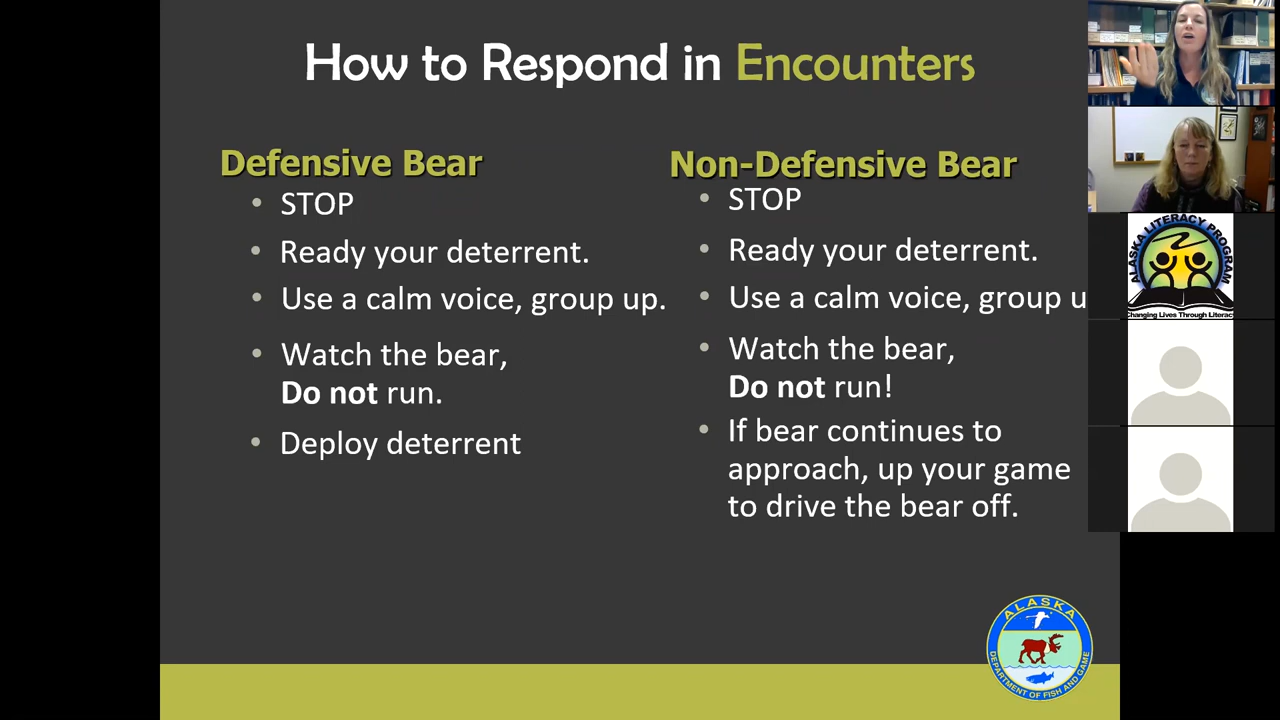 How to Respond in Encounters
Defensive Bear
• STOP
• Ready your deterrent.
• Use a calm voice, group up.
• Watch the bear,
Do not run.
• Deploy deterrent
Non-Defensive Bear
• STOP
• Ready your deterrent.
• Use a calm voice, group u
• Watch the bear,
Do not run!
• If bear continues to
approach, up your game
to drive the bear off.
ALASKA LITERACY PROGRAM
Changing Lives Through Literacy
ALASKA
DEPARTMENT OF FISH AND GAME